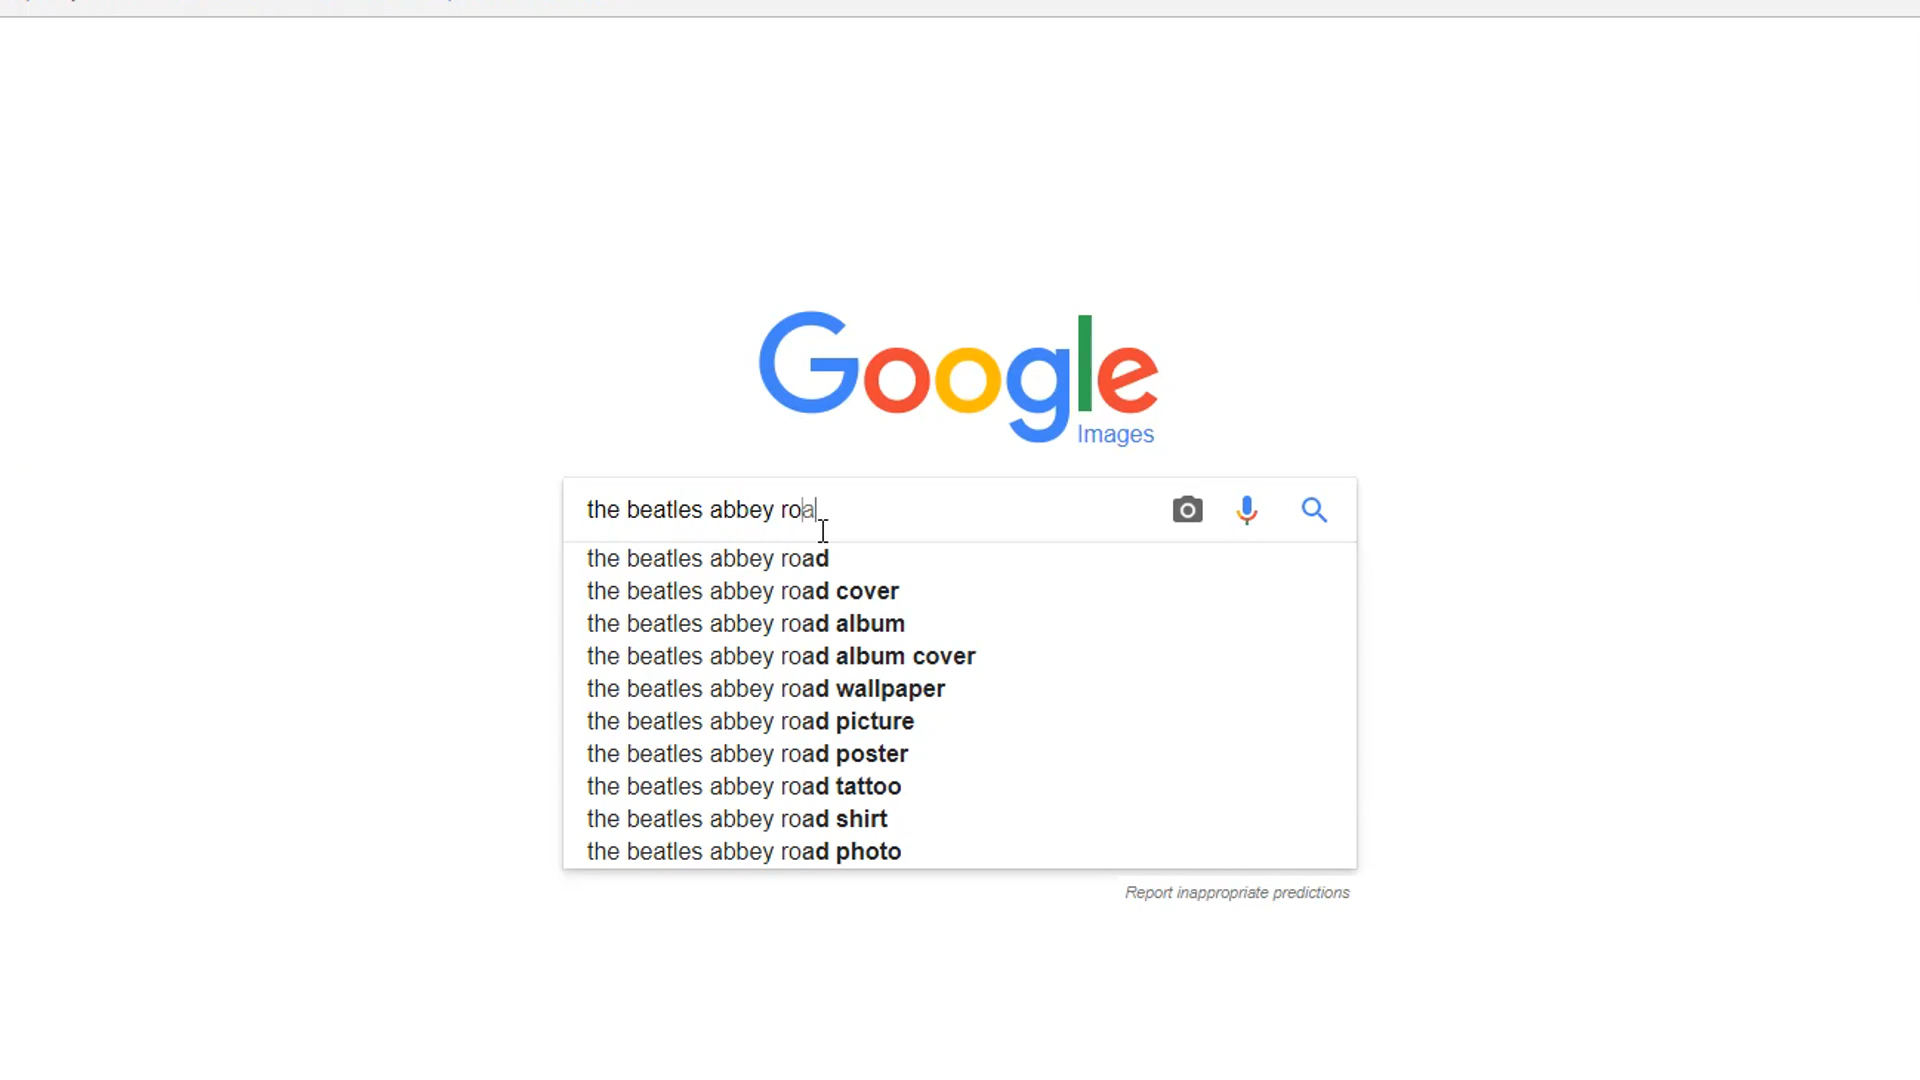 Google
Images
the beatles abbey roa
the beatles abbey road
the beatles abbey road cover
the beatles abbey road album
the beatles abbey road album cover
the beatles abbey road wallpaper
the beatles abbey road picture
the beatles abbey road poster
the beatles abbey road tattoo
the beatles abbey road shirt
the beatles abbey road photo
Report inappropriate predictions